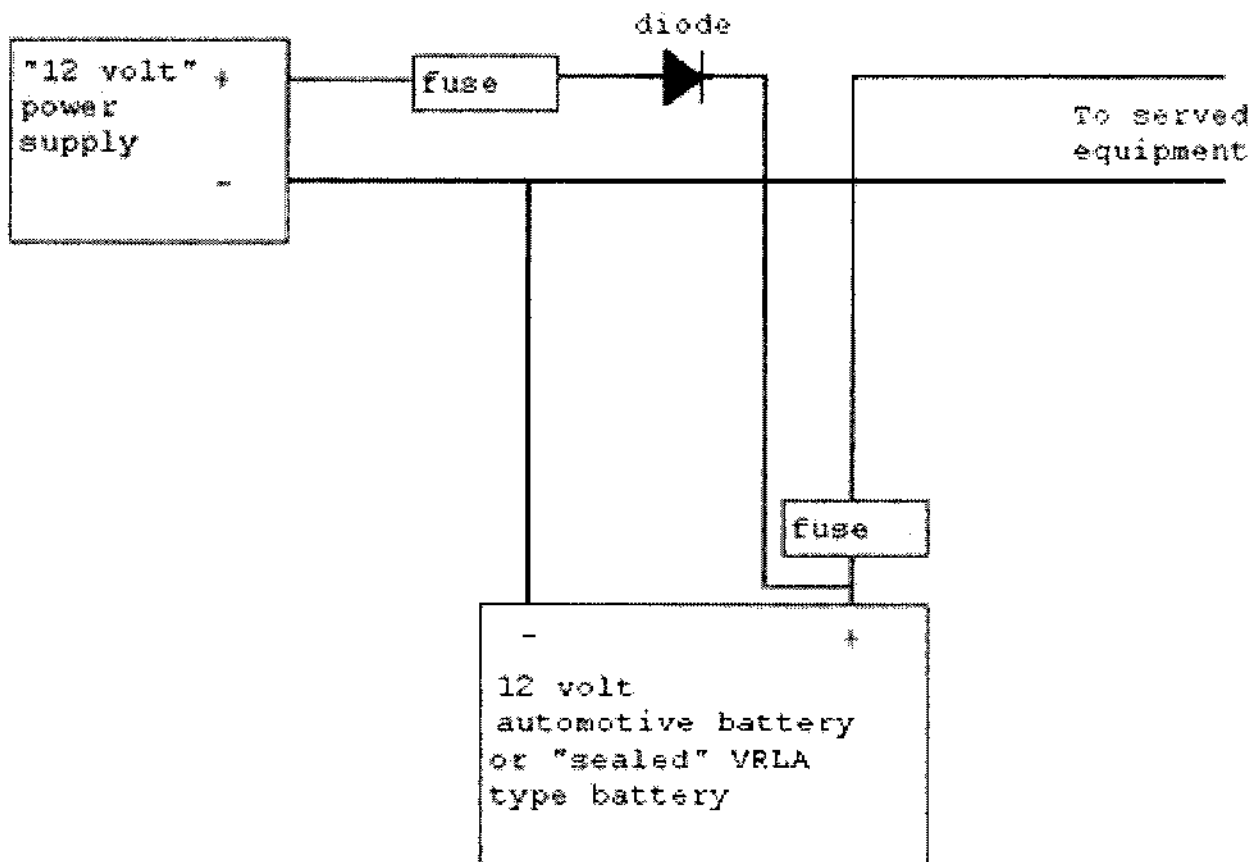 diode
"12 volt" +
power
supply
-
fuse
To served
equipment
fuse
- +
12 volt
automotive battery
or "sealed" VRLA
type battery